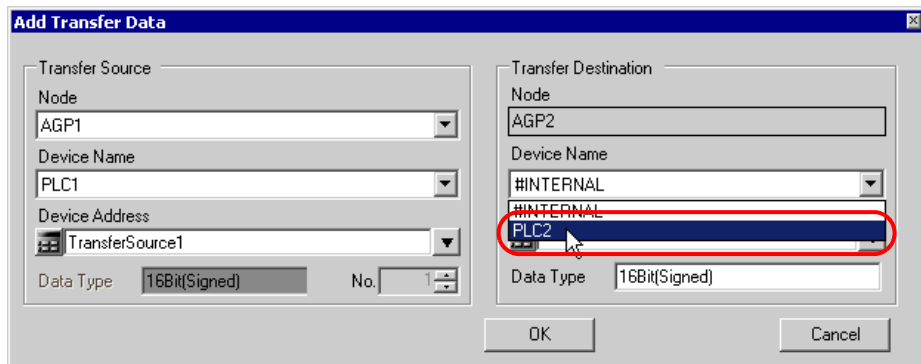 Add Transfer Data
Transfer Source
Node
AGP1
Device Name
PLC1
Device Address
TransferSource1
Data Type 16Bit(Signed) No. 1
Transfer Destination
Node
AGP2
Device Name
#INTERNAL
#INTERNAL
PLC2
Data Type 16Bit(Signed)
OK Cancel